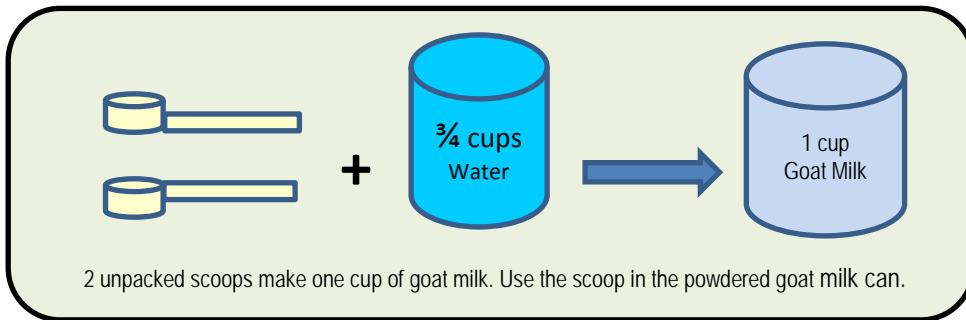 ¾ cups
Water
+
1 cup
Goat Milk
2 unpacked scoops make one cup of goat milk. Use the scoop in the powdered goat milk can.